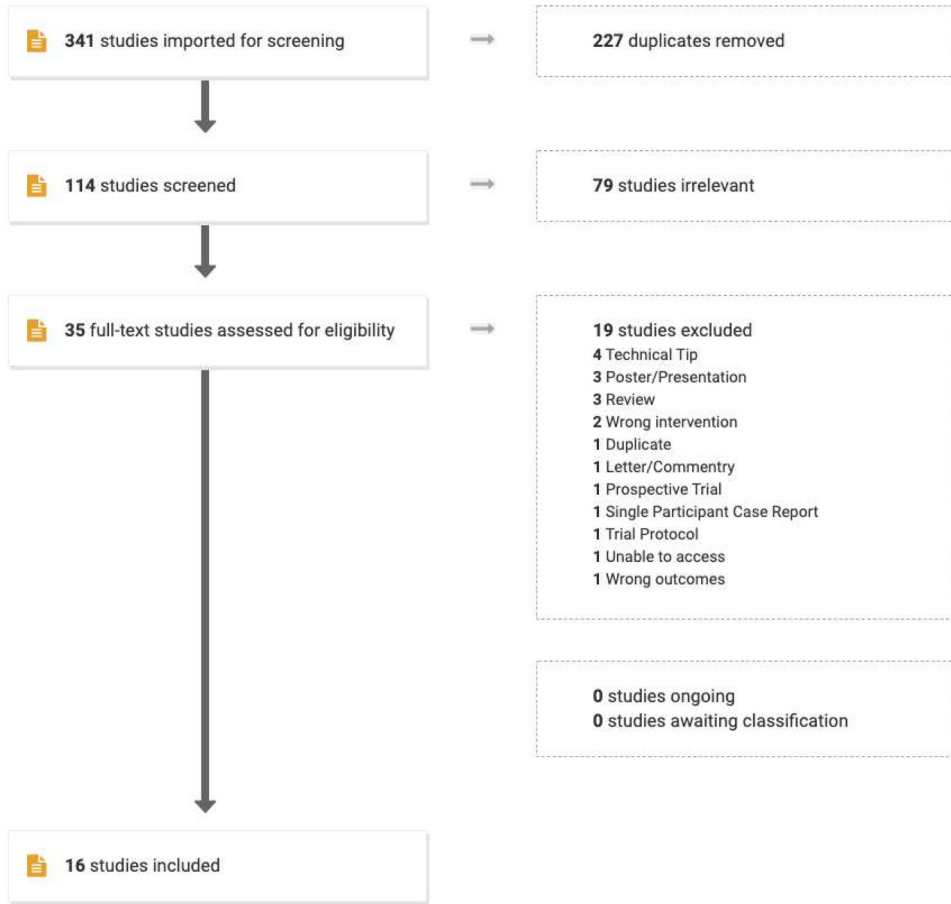 341 studies imported for screening
227 duplicates removed
114 studies screened
79 studies irrelevant
35 full-text studies assessed for eligibility
19 studies excluded
4 Technical Tip
3 Poster/Presentation
3 Review
2 Wrong intervention
1 Duplicate
1 Letter/Commentry
1 Prospective Trial
1 Single Participant Case Report
1 Trial Protocol
1 Unable to access
1 Wrong outcomes
0 studies ongoing
0 studies awaiting classification
16 studies included